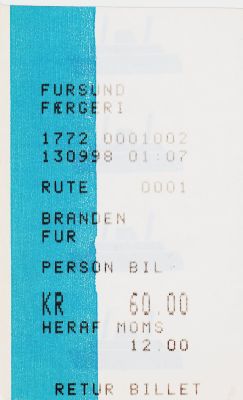 FURSUND
FÆRGERI
1772 0001002
130998 01:07
RUTE 0001
BRANDEN
FUR
PERSON BIL
KR 60.00
HERAF MOMS
12.00
RETUR BILLET